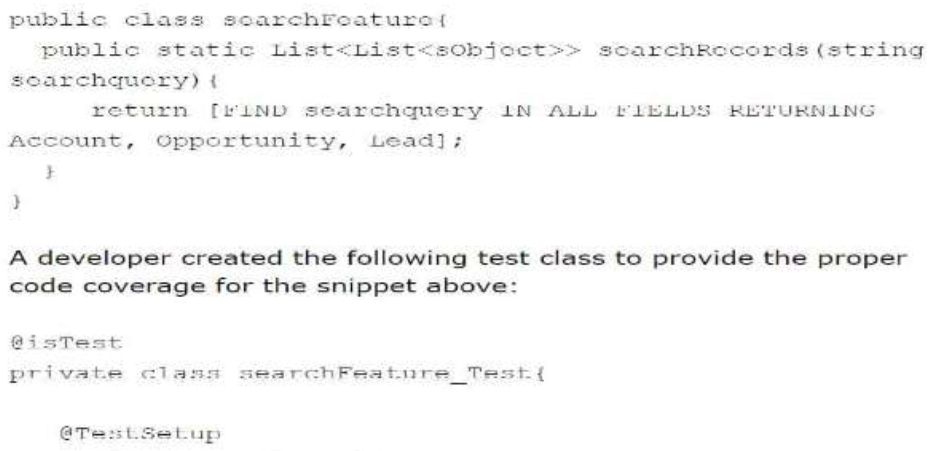 public class searchFeature{
public static List<List<sObject>> searchRecords(string
searchquery){
return [FIND searchquery IN ALL FIELDS RETURNING
Account, Opportunity, Lead];
}
}
A developer created the following test class to provide the proper
code coverage for the snippet above:
@isTest
private class searchFeature_Test{
@TestSetup